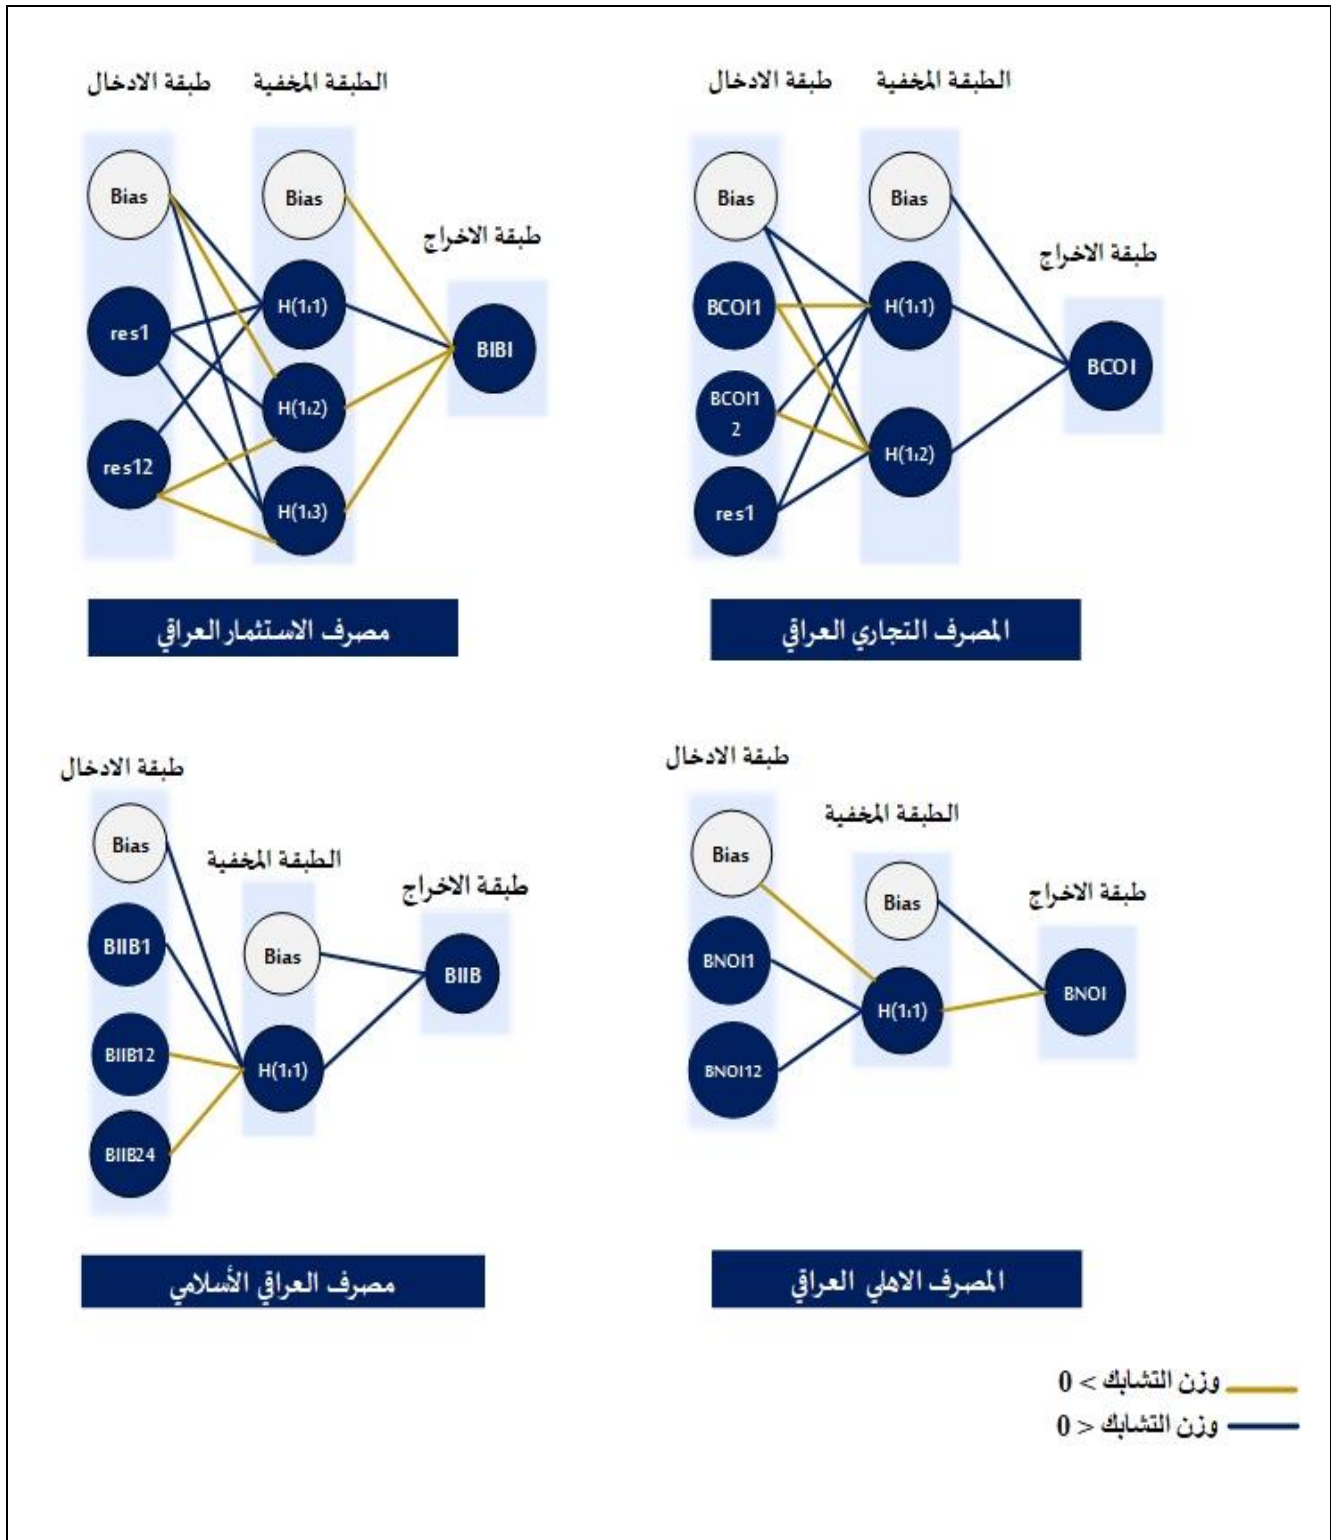 طبقة الادخال
الطبقة المخفية
طبقة الاخراج
Bias
res1
res12
Bias
H(1:1)
H(1:2)
H(1:3)
BIBI
مصرف الاستثمار العراقي
طبقة الادخال
الطبقة المخفية
طبقة الاخراج
Bias
BCOI1
BCOI1
2
res1
Bias
H(1:1)
H(1:2)
BCOI
المصرف التجاري العراقي
طبقة الادخال
الطبقة المخفية
طبقة الاخراج
Bias
BIIB1
BIIB12
BIIB24
Bias
H(1:1)
BIIB
مصرف العراقي الأسلامي
طبقة الادخال
الطبقة المخفية
طبقة الاخراج
Bias
BNOI1
BNOI12
Bias
H(1:1)
BNOI
المصرف الاهلي العراقي
وزن التشابك > 0
وزن التشابك < 0